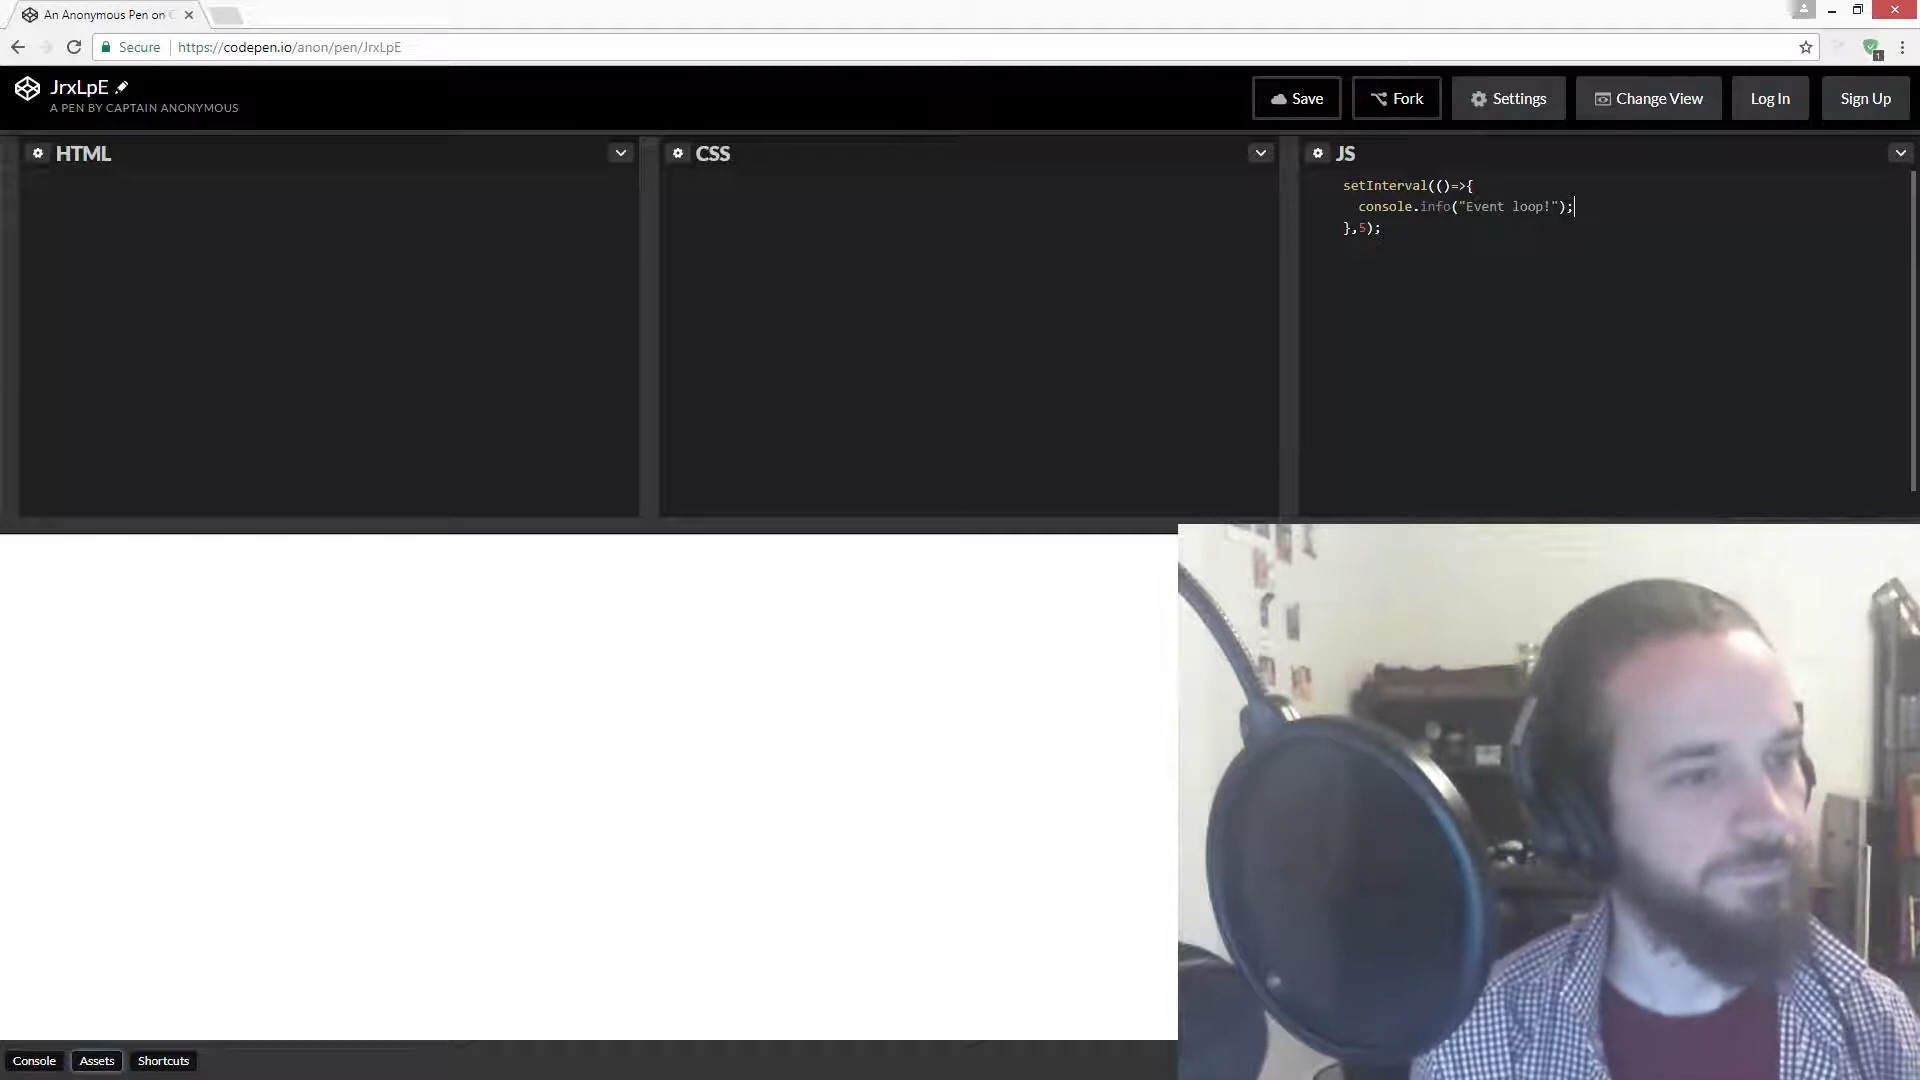 An Anonymous Pen on
Secure
https://codepen.io/anon/pen/JrxLpE
1
JrxLpE
A PEN BY CAPTAIN ANONYMOUS
Save
Fork
Settings
Change View
Log In
Sign Up
HTML
CSS
JS
setInterval(()=>{
console.info("Event loop!");
},5);
Console
Assets
Shortcuts